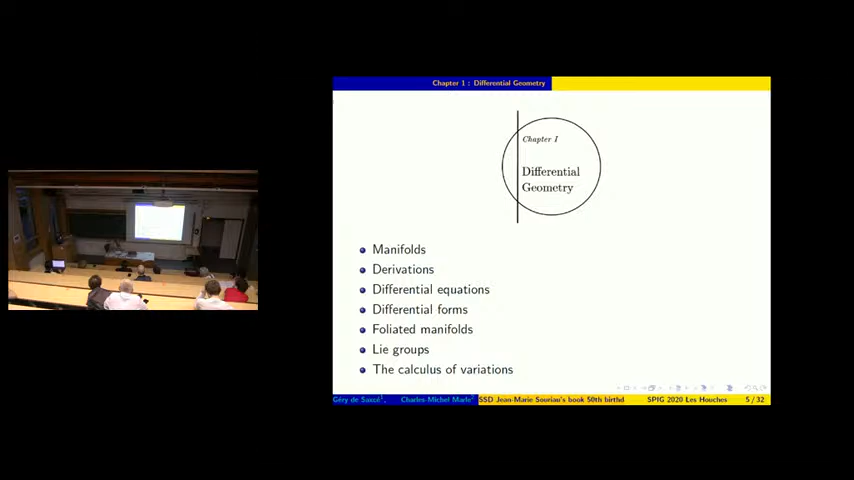 Chapter 1 : Differential Geometry
Chapter I
Differential
Geometry
Manifolds
Derivations
Differential equations
Differential forms
Foliated manifolds
Lie groups
The calculus of variations
Géry de Saxcé¹, Charles-Michel Marle² SSD Jean-Marie Souriau's book 50th birthd SPIG 2020 Les Houches 5 / 32